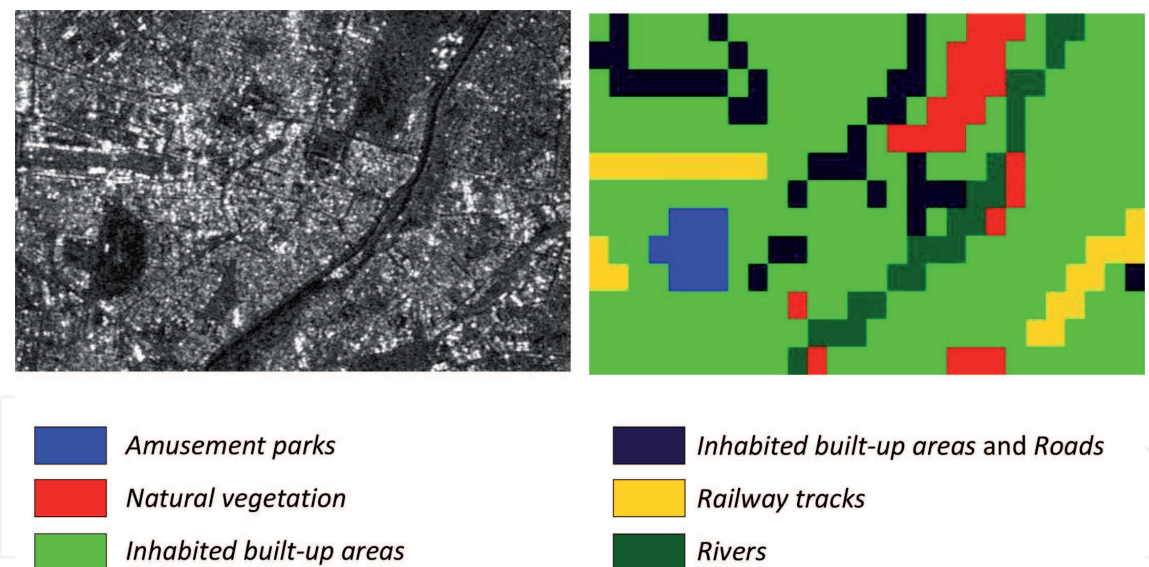 Amusement parks
Natural vegetation
Inhabited built-up areas
Inhabited built-up areas and Roads
Railway tracks
Rivers